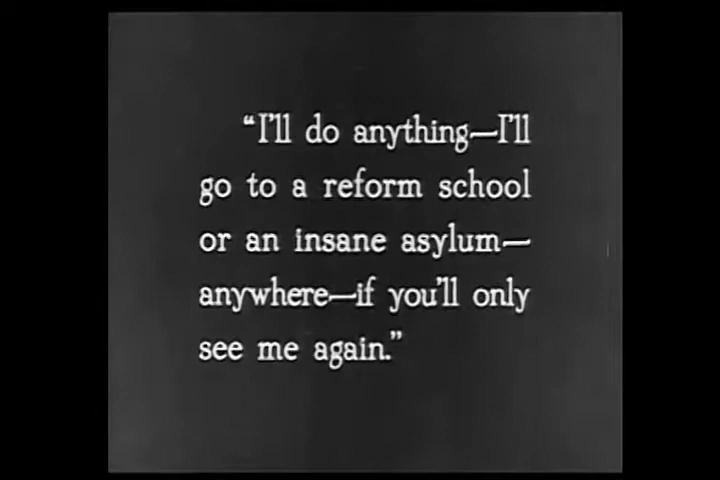 “I’ll do anything—I’ll
go to a reform school
or an insane asylum—
anywhere—if you’ll only
see me again.”